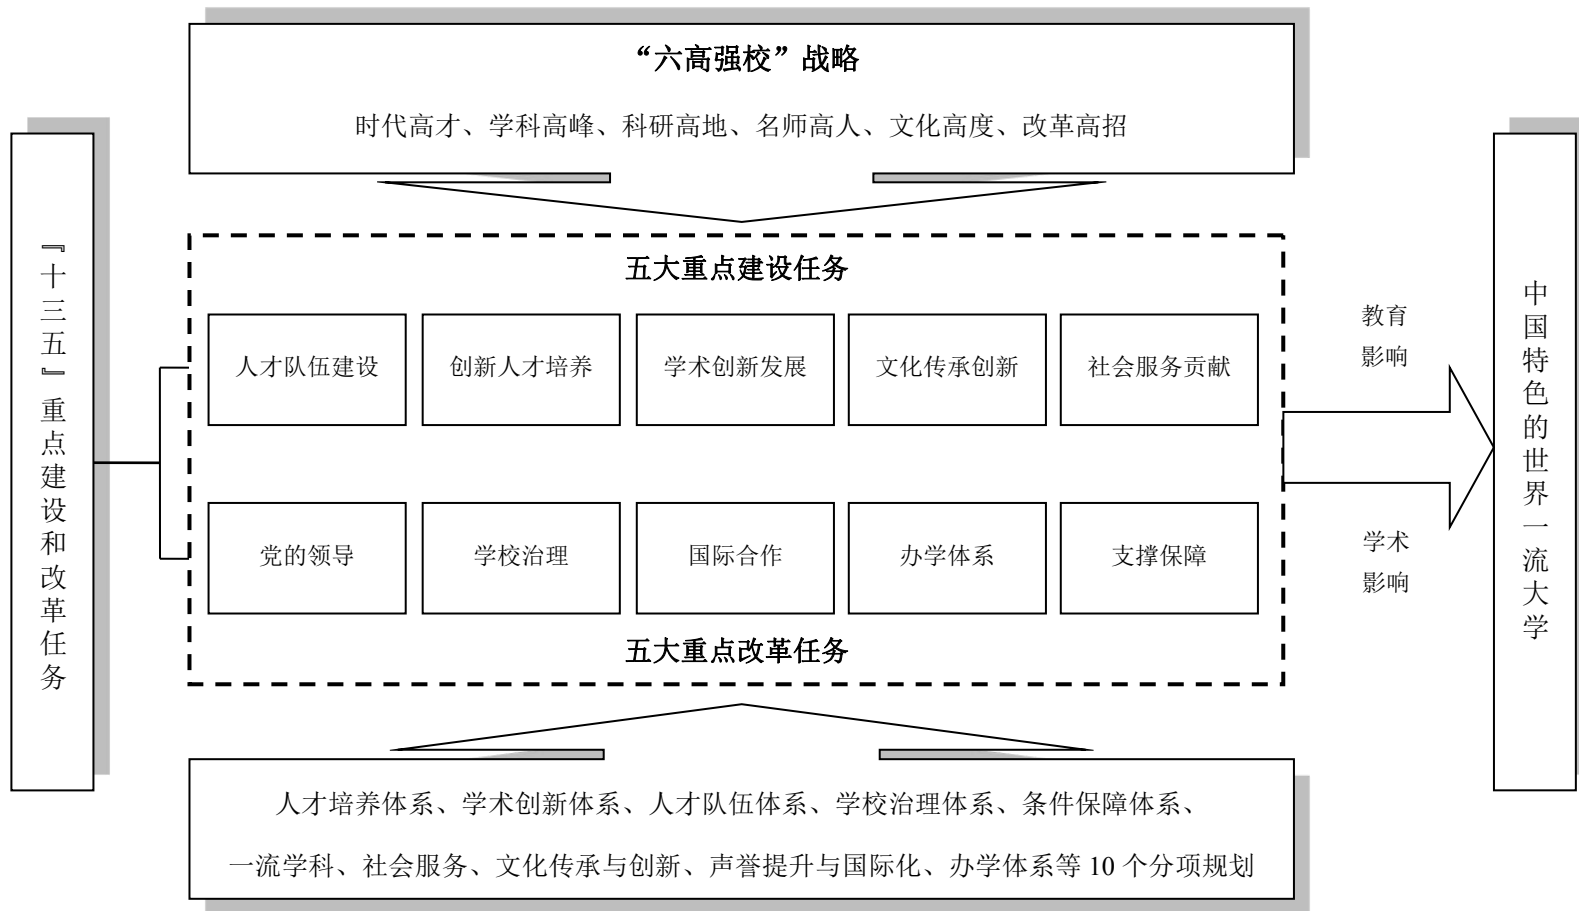 “六高强校”战略
时代高才、学科高峰、科研高地、名师高人、文化高度、改革高招
『十三五』重点建设和改革任务
五大重点建设任务
人才队伍建设
创新人才培养
学术创新发展
文化传承创新
社会服务贡献
党的领导
学校治理
国际合作
办学体系
支撑保障
五大重点改革任务
教育
影响
学术
影响
中国特色的世界一流大学
人才培养体系、学术创新体系、人才队伍体系、学校治理体系、条件保障体系、
一流学科、社会服务、文化传承与创新、声誉提升与国际化、办学体系等 10 个分项规划